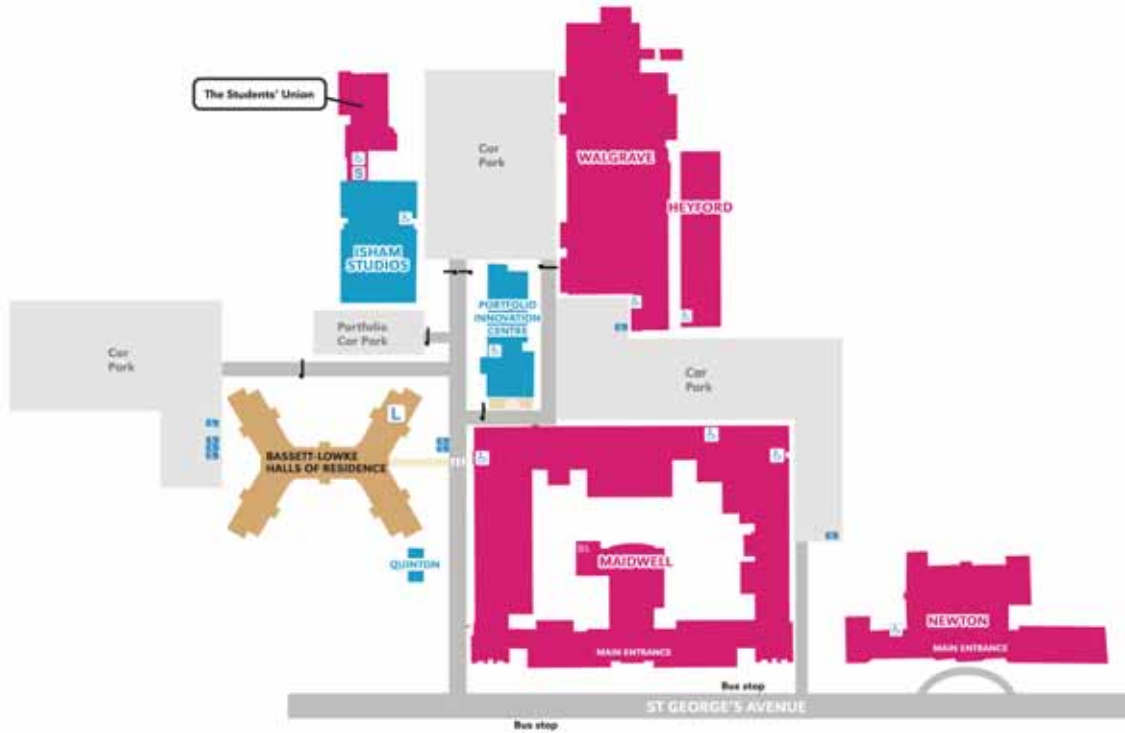 The Students' Union
Car
Park
WALGRAVE
HEYFORD
S
ISHAM
STUDIOS
PORTFOLIO
INNOVATION
CENTRE
Portfolio
Car Park
Car
Park
Car
Park
L
BASSETT-LOWKE
HALLS OF RESIDENCE
QUINTON
MAIDWELL
NEWTON
MAIN ENTRANCE
MAIN ENTRANCE
Bus stop
ST GEORGE'S AVENUE
Bus stop